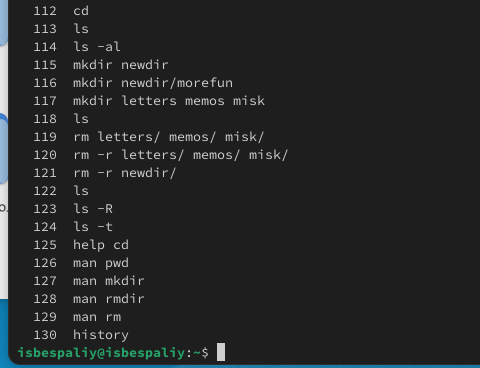 112 cd
113 ls
114 ls -al
115 mkdir newdir
116 mkdir newdir/morefun
117 mkdir letters memos misk
118 ls
119 rm letters/ memos/ misk/
120 rm -r letters/ memos/ misk/
121 rm -r newdir/
122 ls
123 ls -R
124 ls -t
125 help cd
126 man pwd
127 man mkdir
128 man rmdir
129 man rm
130 history
isbespaliy@isbespaliy:~$